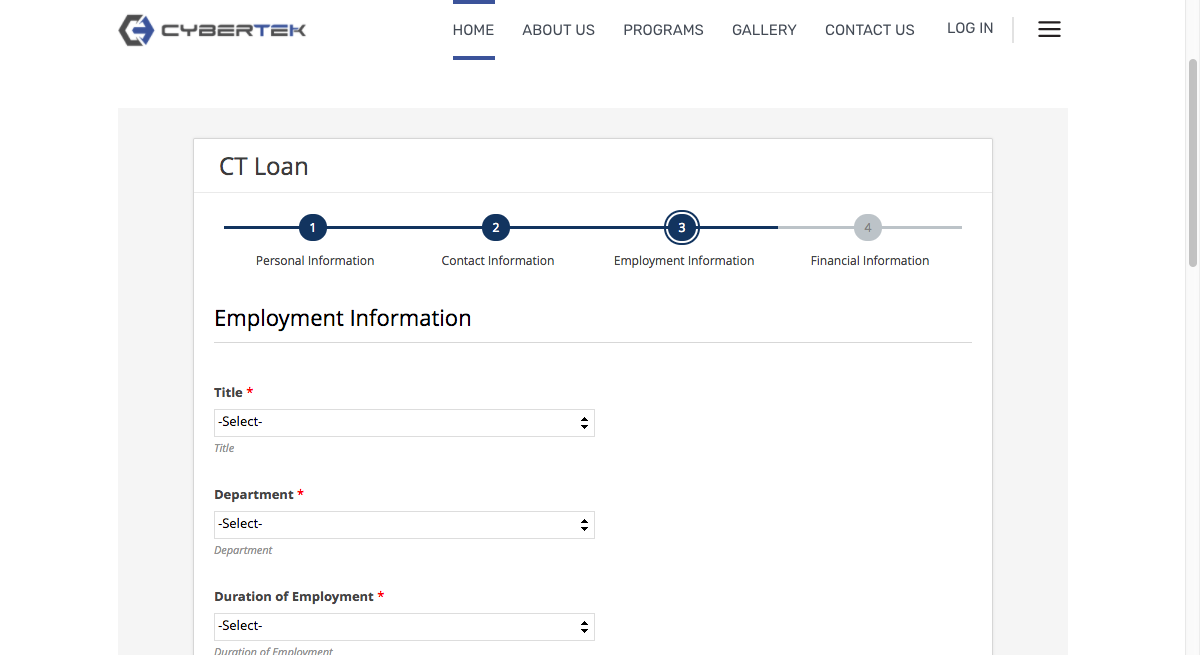 CYBERTEK
HOME ABOUT US PROGRAMS GALLERY CONTACT US LOG IN
CT Loan
1 2 3 4
Personal Information Contact Information Employment Information Financial Information
Employment Information
Title *
-Select-
Title
Department *
-Select-
Department
Duration of Employment *
-Select-
Duration of Employment